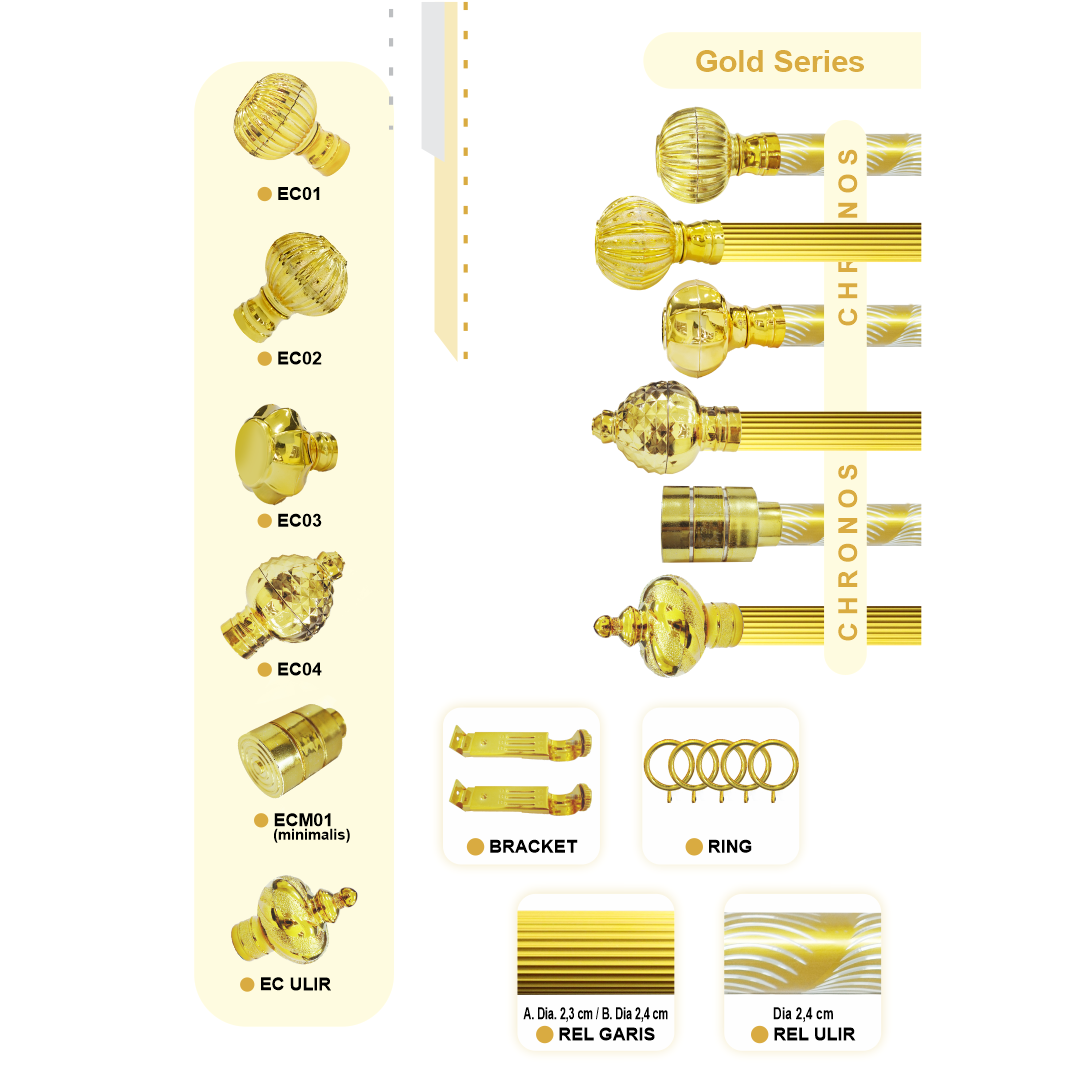 Gold Series
EC01
EC02
EC03
EC04
ECM01
(minimalis)
EC ULIR
CHRONOS
CHRONOS
BRACKET
RING
A. Dia. 2,3 cm / B. Dia 2,4 cm
REL GARIS
Dia 2,4 cm
REL ULIR